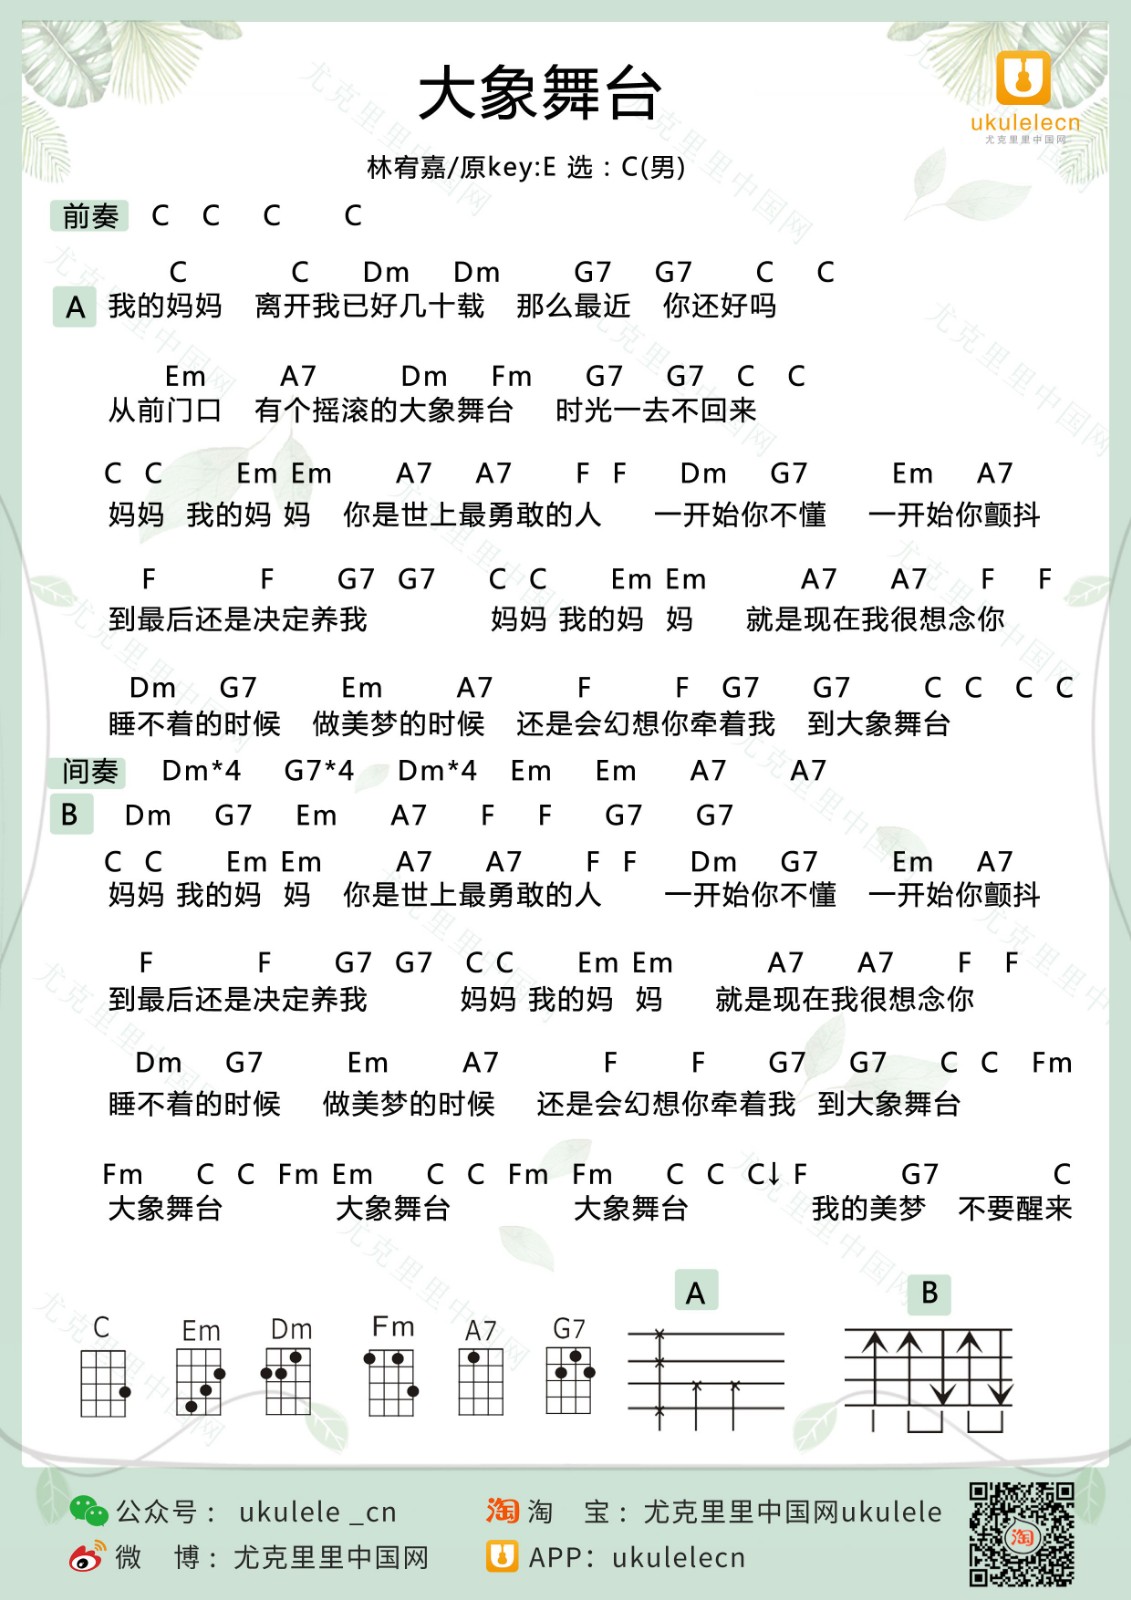 大象舞台
ukulelecn
尤克里里中国网
林宥嘉/原key:E 选：C(男)
前奏 C C C C
C C Dm Dm G7 G7 C C
A 我的妈妈 离开我已好几十载 那么最近 你还好吗
Em A7 Dm Fm G7 G7 C C
从前门口 有个摇滚的大象舞台 时光一去不回来
C C Em Em A7 A7 F F Dm G7 Em A7
妈妈 我的妈 妈 你是世上最勇敢的人 一开始你不懂 一开始你颤抖
F F G7 G7 C C Em Em A7 A7 F F
到最后还是决定养我 妈妈 我的妈 妈 就是现在我很想念你
Dm G7 Em A7 F F G7 G7 C C C C
睡不着的时候 做美梦的时候 还是会幻想你牵着我 到大象舞台
间奏 Dm*4 G7*4 Dm*4 Em Em A7 A7
B Dm G7 Em A7 F F G7 G7
C C Em Em A7 A7 F F Dm G7 Em A7
妈妈 我的妈 妈 你是世上最勇敢的人 一开始你不懂 一开始你颤抖
F F G7 G7 C C Em Em A7 A7 F F
到最后还是决定养我 妈妈 我的妈 妈 就是现在我很想念你
Dm G7 Em A7 F F G7 G7 C C Fm
睡不着的时候 做美梦的时候 还是会幻想你牵着我 到大象舞台
Fm C C Fm Em C C Fm Fm C C C↓ F G7 C
大象舞台 大象舞台 大象舞台 我的美梦 不要醒来
A B
C Em Dm Fm A7 G7
公众号： ukulele _cn 淘 淘 宝：尤克里里中国网ukulele
微 博：尤克里里中国网 APP：ukulelecn
淘